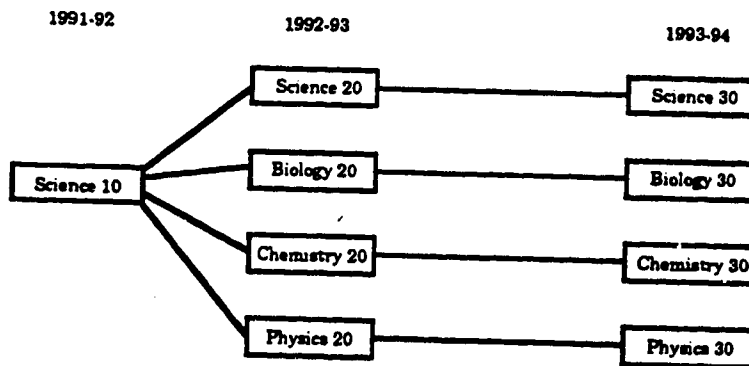 1991-92 1992-93 1993-94
Science 20 Science 30
Biology 20 Biology 30
Science 10
Chemistry 20 Chemistry 30
Physics 20 Physics 30